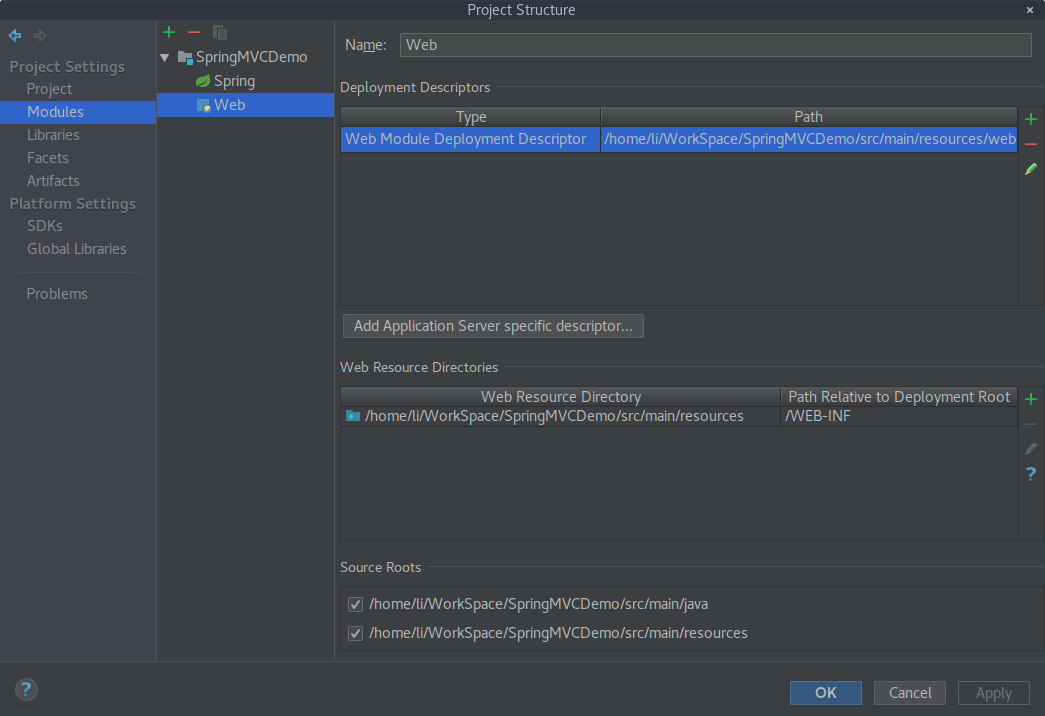 Project Structure
Project Settings
Project
Modules
Libraries
Facets
Artifacts
Platform Settings
SDKs
Global Libraries
Problems
SpringMVCDemo
Spring
Web
Name: Web
Deployment Descriptors
Type Path
Web Module Deployment Descriptor /home/li/WorkSpace/SpringMVCDemo/src/main/resources/web
Add Application Server specific descriptor...
Web Resource Directories
Web Resource Directory Path Relative to Deployment Root
/home/li/WorkSpace/SpringMVCDemo/src/main/resources /WEB-INF
?
Source Roots
/home/li/WorkSpace/SpringMVCDemo/src/main/java
/home/li/WorkSpace/SpringMVCDemo/src/main/resources
? OK Cancel Apply